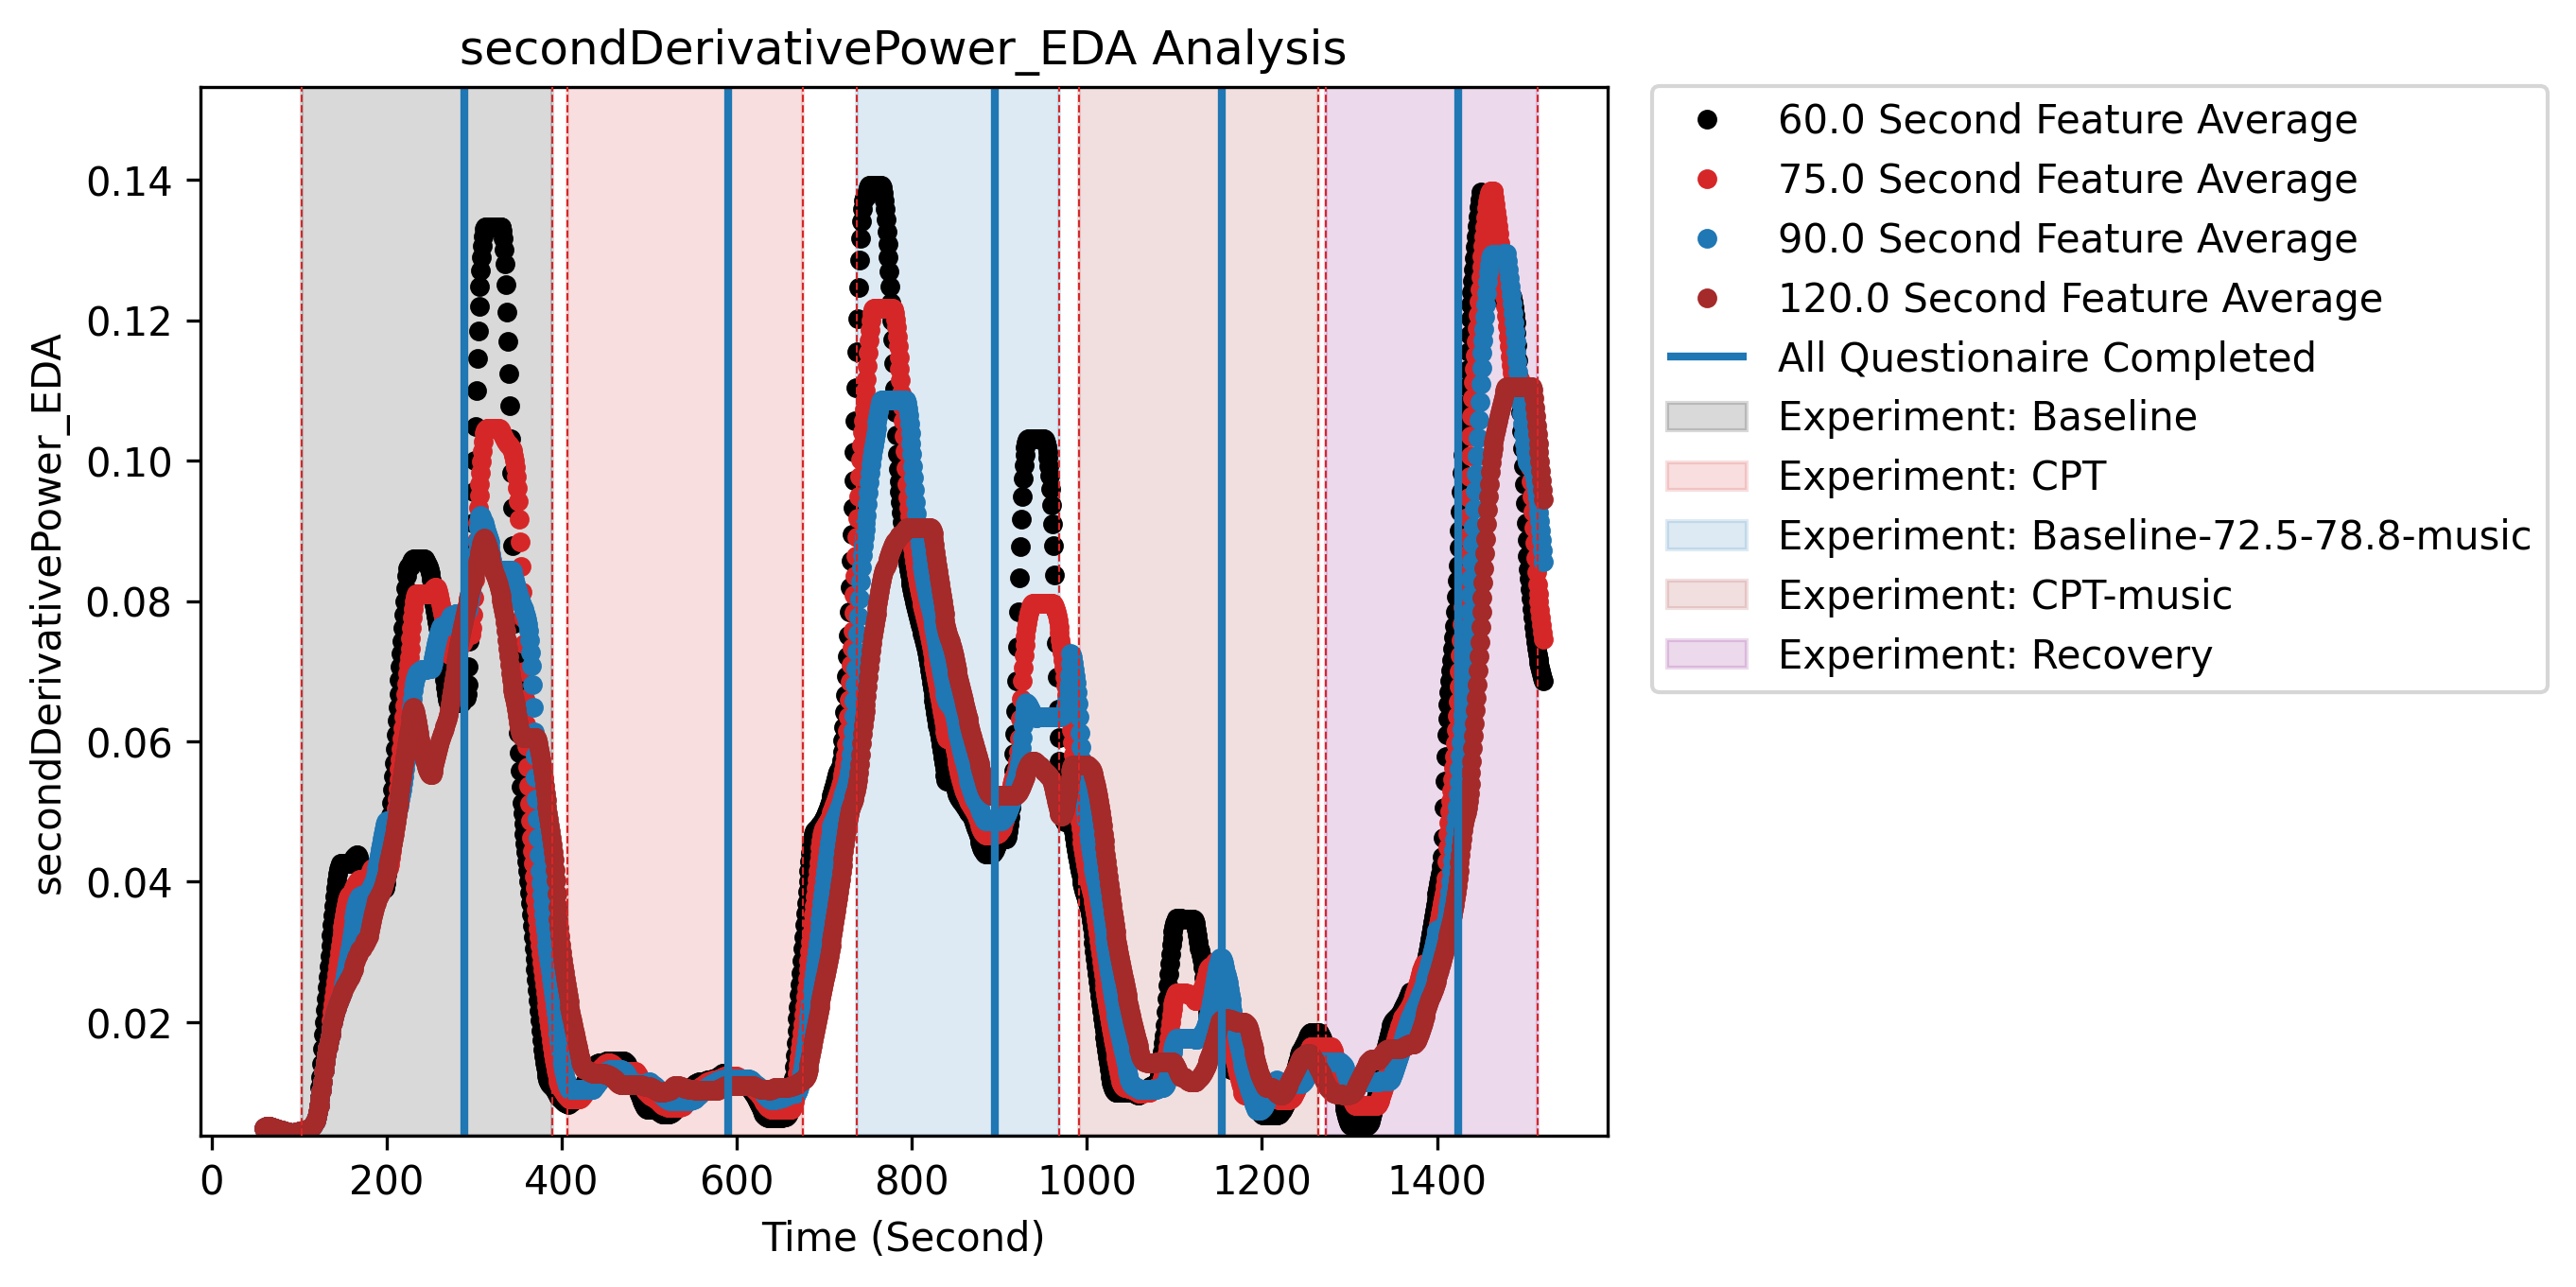 secondDerivativePower_EDA Analysis
secondDerivativePower_EDA
0.14
0.12
0.10
0.08
0.06
0.04
0.02
0 200 400 600 800 1000 1200 1400
Time (Second)
60.0 Second Feature Average
75.0 Second Feature Average
90.0 Second Feature Average
120.0 Second Feature Average
All Questionaire Completed
Experiment: Baseline
Experiment: CPT
Experiment: Baseline-72.5-78.8-music
Experiment: CPT-music
Experiment: Recovery